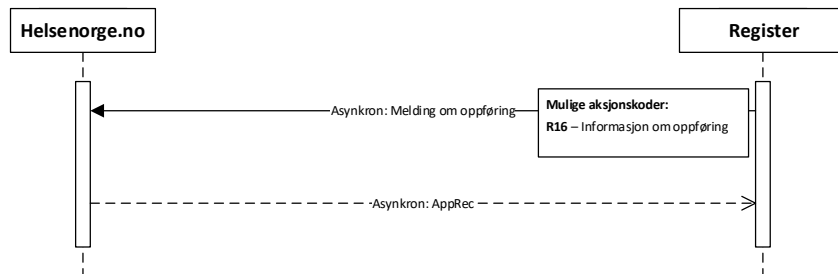 Helsenorge.no
Register
Mulige aksjonskoder:
Asynkron: Melding om oppføring
R16 – Informasjon om oppføring
Asynkron: AppRec